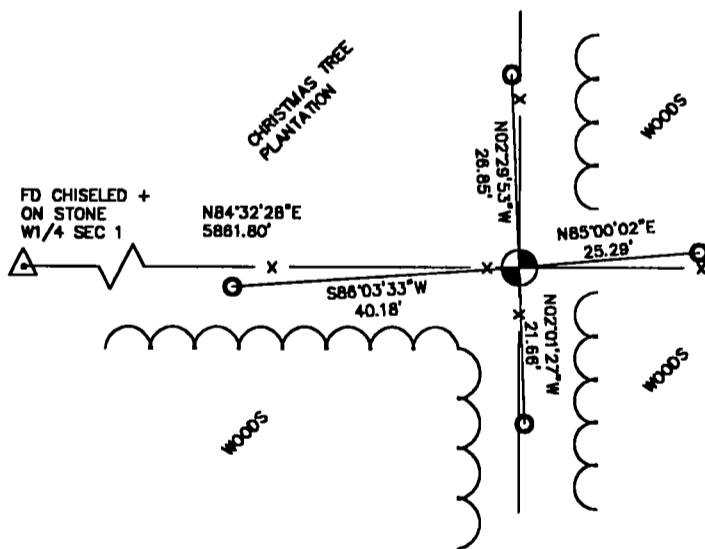 CHRISTMAS TREE
PLANTATION
WOODS
N02°29'53"W
26.85'
FD CHISELED +
ON STONE
W1/4 SEC 1
N84°32'28"E
5861.80'
N85°00'02"E
25.29'
S86°03'33"W
40.18'
N02°01'27"W
21.66'
WOODS
WOODS